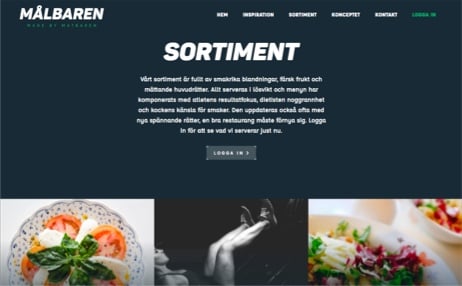 MÅLBAREN
MADE BY MATBAREN
HEM INSPIRATION SORTIMENT KONCEPTET KONTAKT LOGGA IN
SORTIMENT
Vårt sortiment är fullt av smakrika blandningar, färsk frukt och
mättande huvudrätter. Allt serveras i lösvikt och menyn har
komponerats med atletens resultatfokus, dietisten noggrannhet
och kockens känsla för smaker. Den uppdateras också ofta med
nya spännande rätter, en bra restaurang måste förnya sig. Logga
in för att se vad vi serverar just nu.
LOGGA IN >